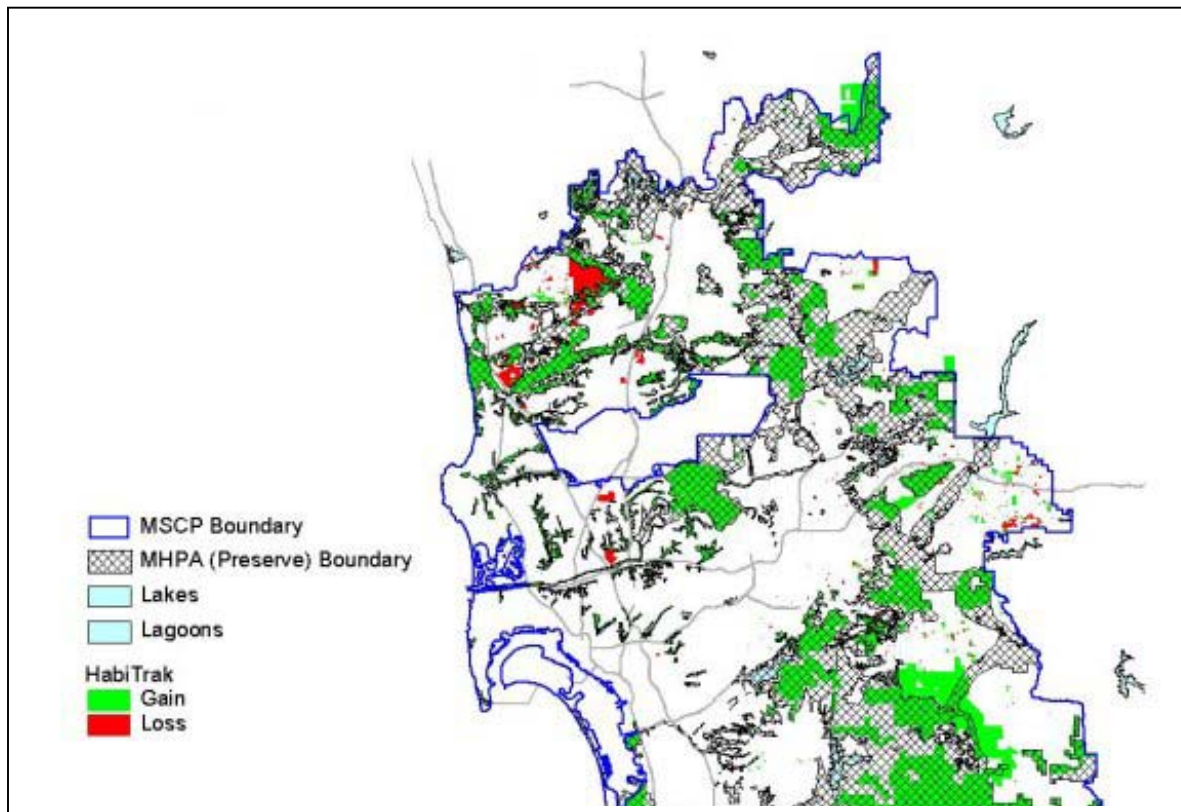 MSCP Boundary
MHPA (Preserve) Boundary
Lakes
Lagoons
HabiTrak
Gain
Loss